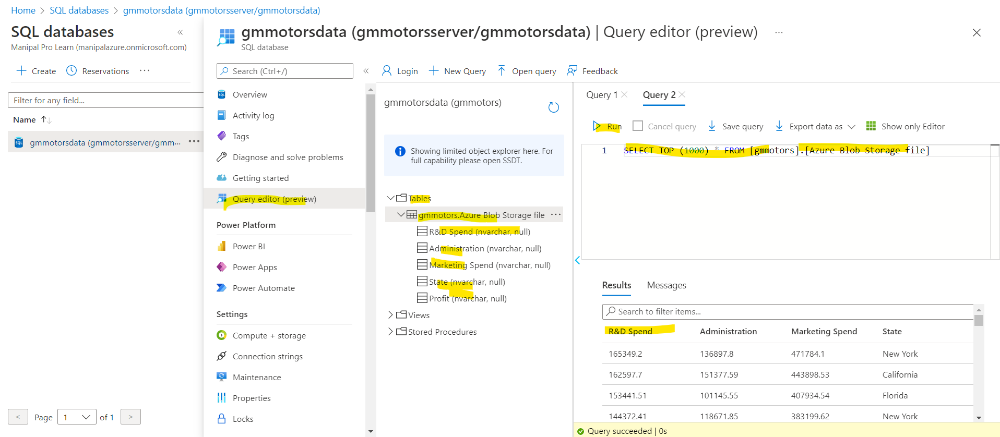 Home > SQL databases > gmmotorsdata (gmmotorsserver/gmmotorsdata)
SQL databases «
Manipal Pro Learn (manipalazure.onmicrosoft.com)
+ Create Reservations ···
Filter for any field...
Name ↑↓
gmmotorsdata (gmmotorsserver/gmm... ···
< Page 1 of 1 >
gmmotorsdata (gmmotorsserver/gmmotorsdata) | Query editor (preview) ···
SQL database
Search (Ctrl+/) «
Overview
Activity log
Tags
Diagnose and solve problems
Getting started
Query editor (preview)
Power Platform
Power BI
Power Apps
Power Automate
Settings
Compute + storage
Connection strings
Maintenance
Properties
Locks
Login + New Query Open query Feedback
gmmotorsdata (gmmotors)
Showing limited object explorer here. For
full capability please open SSDT.
Tables
gmmotors.Azure Blob Storage file ···
R&D Spend (nvarchar, null)
Administration (nvarchar, null)
Marketing Spend (nvarchar, null)
State (nvarchar, null)
Profit (nvarchar, null)
Views
Stored Procedures
Query 1 × Query 2 ×
Run Cancel query Save query Export data as Show only Editor
1 SELECT TOP (1000) * FROM [gmmotors].[Azure Blob Storage file]
Results Messages
Search to filter items...
R&D Spend Administration Marketing Spend State
165349.2 136897.8 471784.1 New York
162597.7 151377.59 443898.53 California
153441.51 101145.55 407934.54 Florida
144372.41 118671.85 383199.62 New York
Query succeeded | 0s